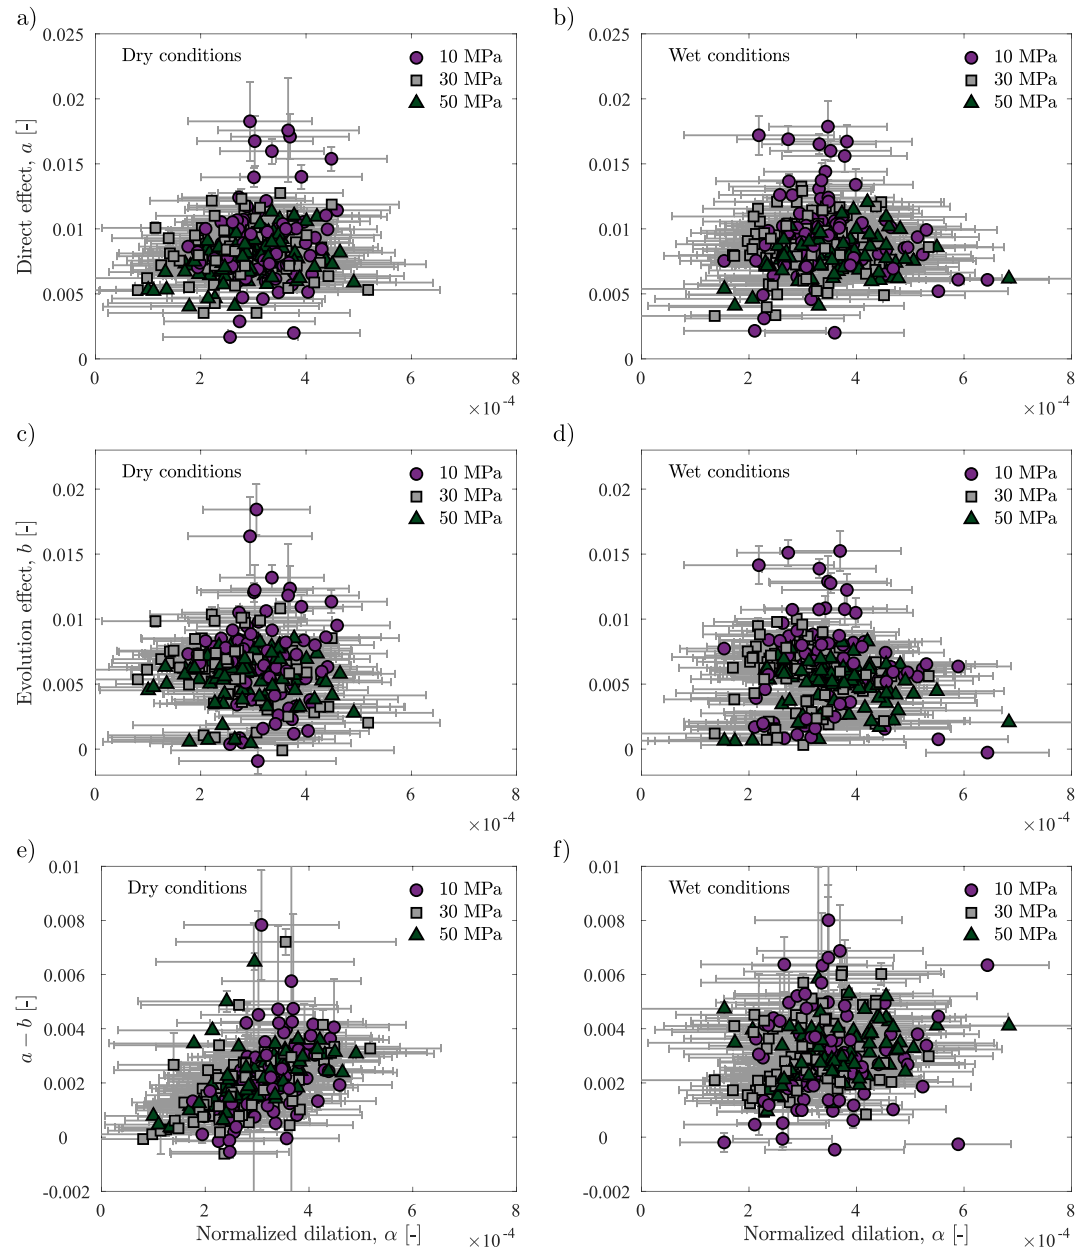 a)
0.025
0.02
0.015
0.01
0.005
0
Direct effect, a [-]
Dry conditions
10 MPa
30 MPa
50 MPa
0 2 4 6 8
×10-4
b)
0.025
0.02
0.015
0.01
0.005
0
Wet conditions
10 MPa
30 MPa
50 MPa
0 2 4 6 8
×10-4
c)
0.02
0.015
0.01
0.005
0
Evolution effect, b [-]
Dry conditions
10 MPa
30 MPa
50 MPa
0 2 4 6 8
×10-4
d)
0.02
0.015
0.01
0.005
0
Wet conditions
10 MPa
30 MPa
50 MPa
0 2 4 6 8
×10-4
e)
0.01
0.008
0.006
0.004
0.002
0
-0.002
a − b [-]
Dry conditions
10 MPa
30 MPa
50 MPa
0 2 4 6 8
Normalized dilation, α [-]
×10-4
f)
0.01
0.008
0.006
0.004
0.002
0
-0.002
Wet conditions
10 MPa
30 MPa
50 MPa
0 2 4 6 8
Normalized dilation, α [-]
×10-4